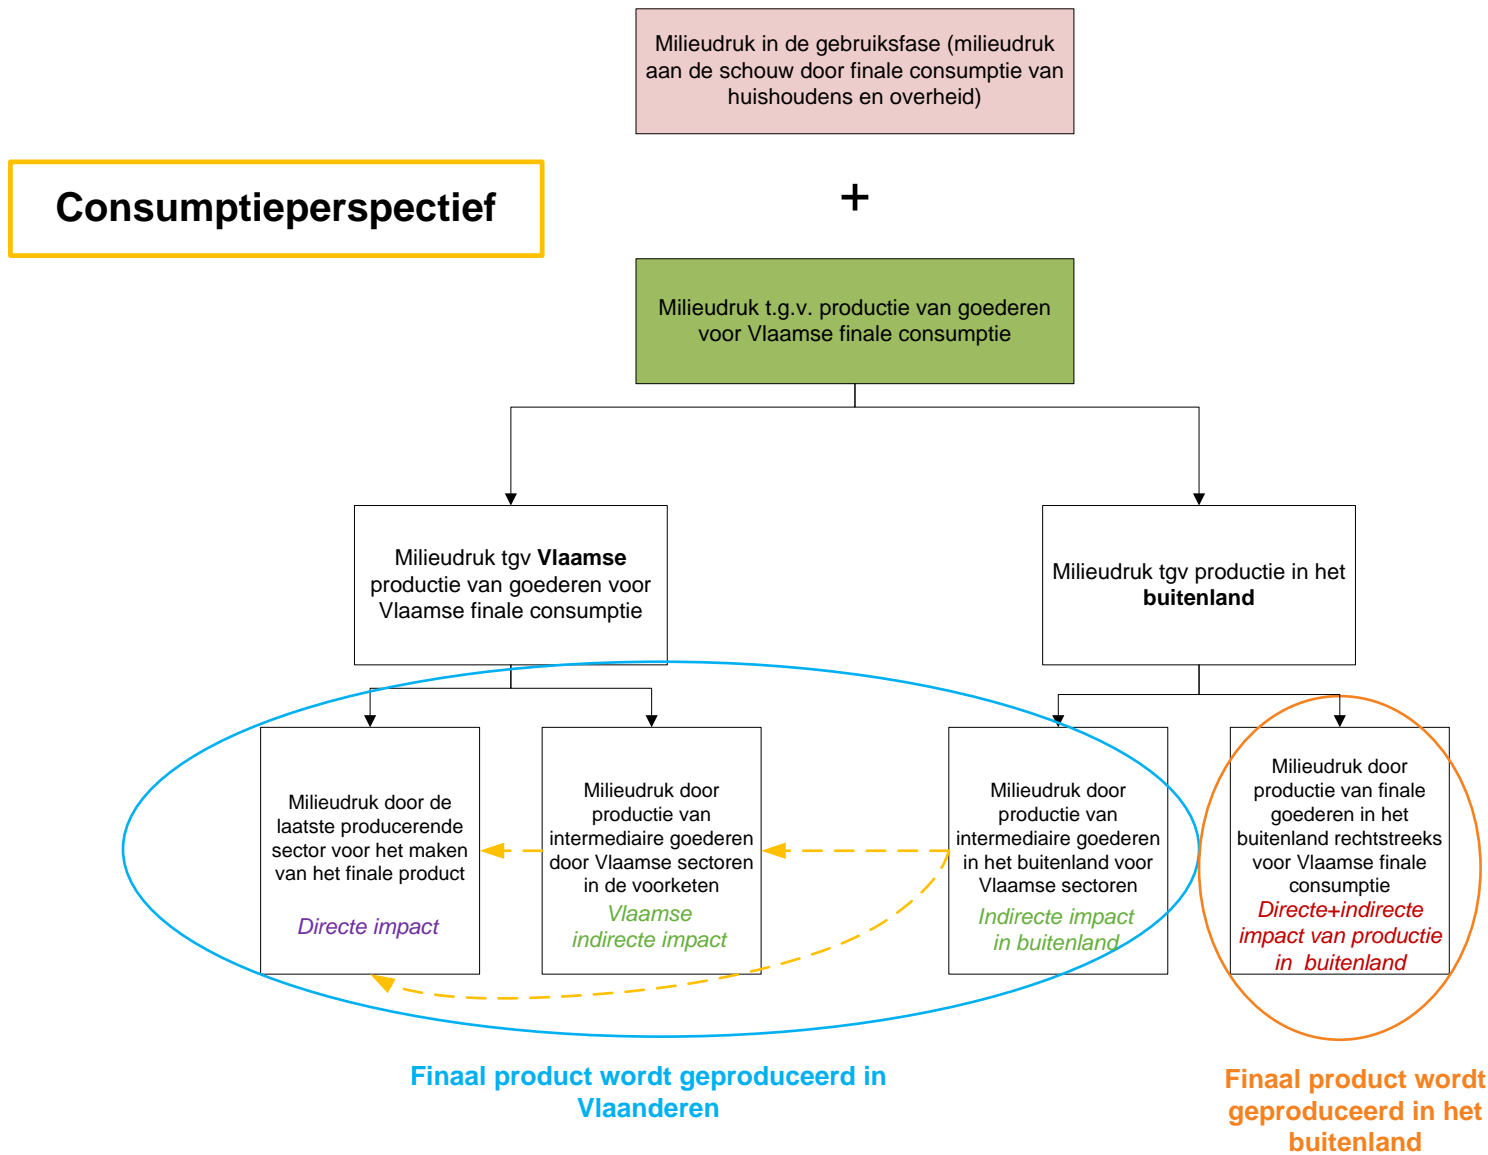 Milieudruk in de gebruiksfase (milieudruk
aan de schouw door finale consumptie van
huishoudens en overheid)
Consumptieperspectief
+
Milieudruk t.g.v. productie van goederen
voor Vlaamse finale consumptie
Milieudruk tgv Vlaamse
productie van goederen voor
Vlaamse finale consumptie
Milieudruk tgv productie in het
buitenland
Milieudruk door de
laatste producerende
sector voor het maken
van het finale product
Directe impact
Milieudruk door
productie van
intermediaire goederen
door Vlaamse sectoren
in de voorketen
Vlaamse
indirecte impact
Milieudruk door
productie van
intermediaire goederen
in het buitenland voor
Vlaamse sectoren
Indirecte impact
in buitenland
Milieudruk door
productie van finale
goederen in het
buitenland rechtstreeks
voor Vlaamse finale
consumptie
Directe+indirecte
impact van productie
in buitenland
Finaal product wordt geproduceerd in
Vlaanderen
Finaal product wordt
geproduceerd in het
buitenland